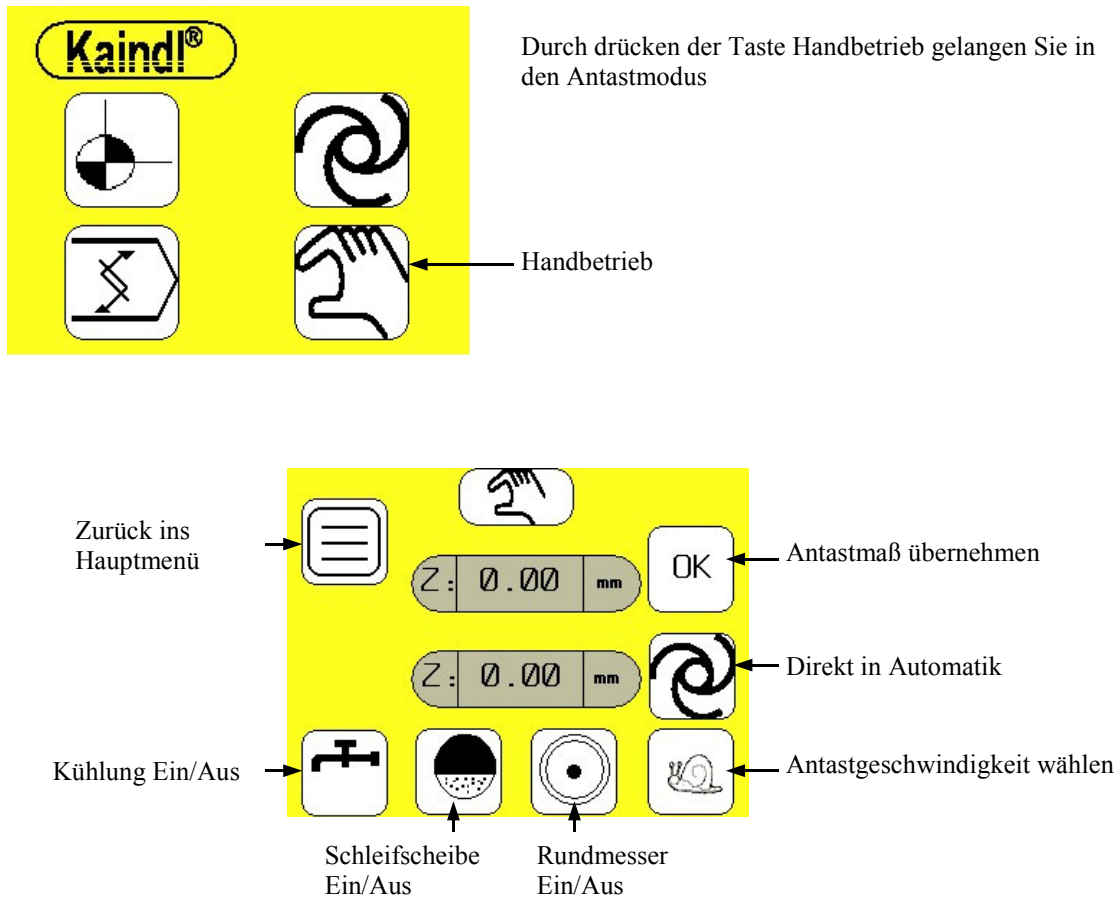 Kaindl®
Durch drücken der Taste Handbetrieb gelangen Sie in
den Antastmodus
Handbetrieb
Zurück ins
Hauptmenü
OK
Antastmaß übernehmen
Z: 0.00 mm
Z: 0.00 mm
Direkt in Automatik
Kühlung Ein/Aus
Antastgeschwindigkeit wählen
Schleifscheibe
Ein/Aus
Rundmesser
Ein/Aus